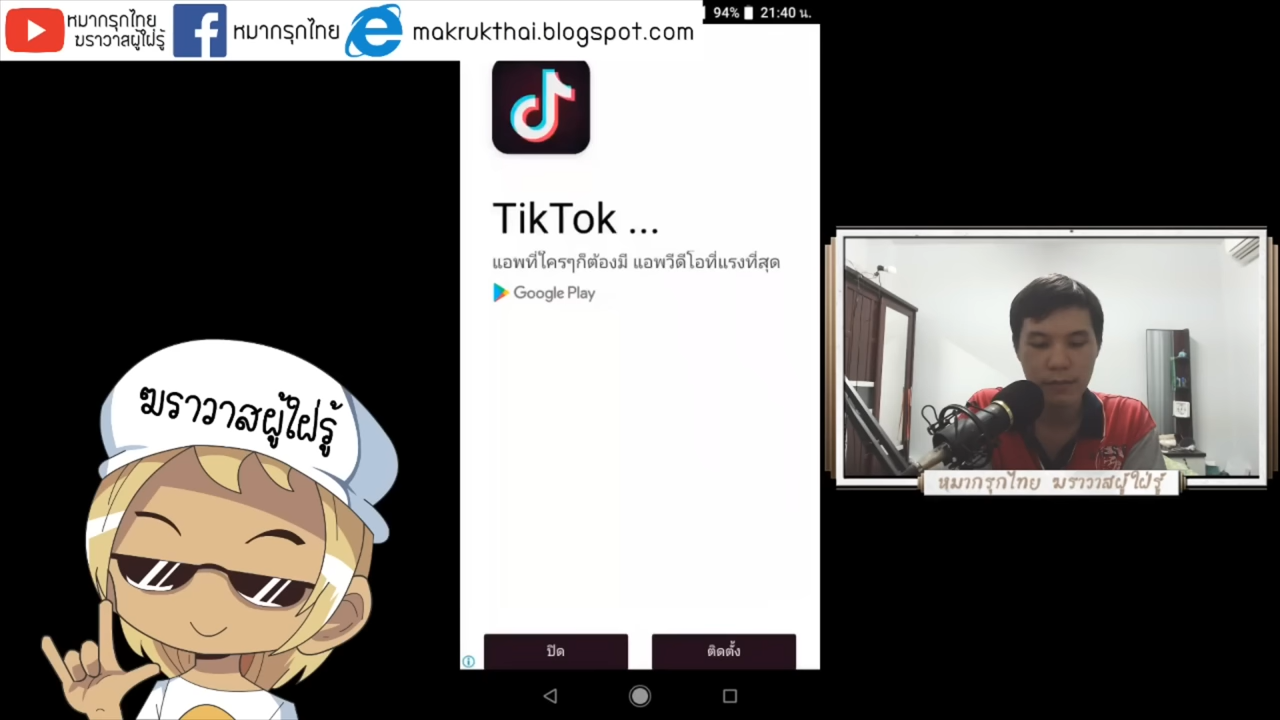 หมากรุกไทย
ฆราวาสผู้ใฝ่รู้
หมากรุกไทย
makrukthai.blogspot.com
94%
21:40 น.
TikTok ...
แอพที่ใครๆก็ต้องมี แอพวีดีโอที่แรงที่สุด
Google Play
ฆราวาสผู้ใฝ่รู้
หมากรุกไทย ฆราวาสผู้ใฝ่รู้
ปิด
ติดตั้ง